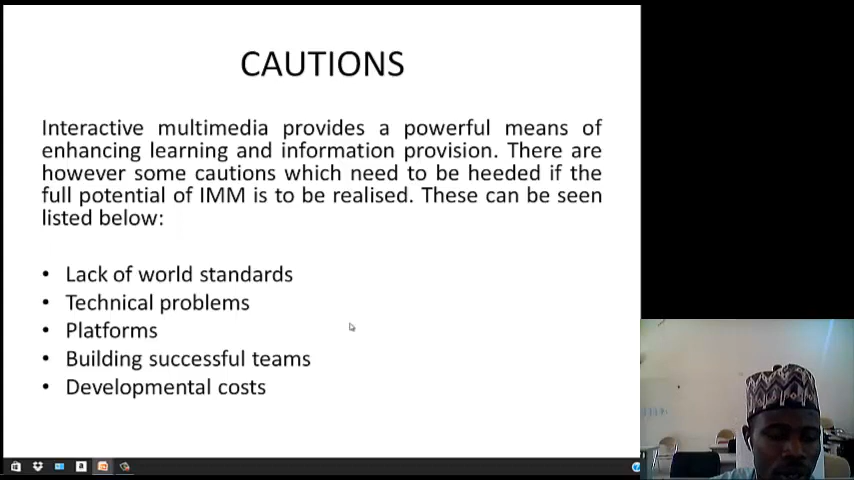 CAUTIONS
Interactive multimedia provides a powerful means of
enhancing learning and information provision. There are
however some cautions which need to be heeded if the
full potential of IMM is to be realised. These can be seen
listed below:
• Lack of world standards
• Technical problems
• Platforms
• Building successful teams
• Developmental costs